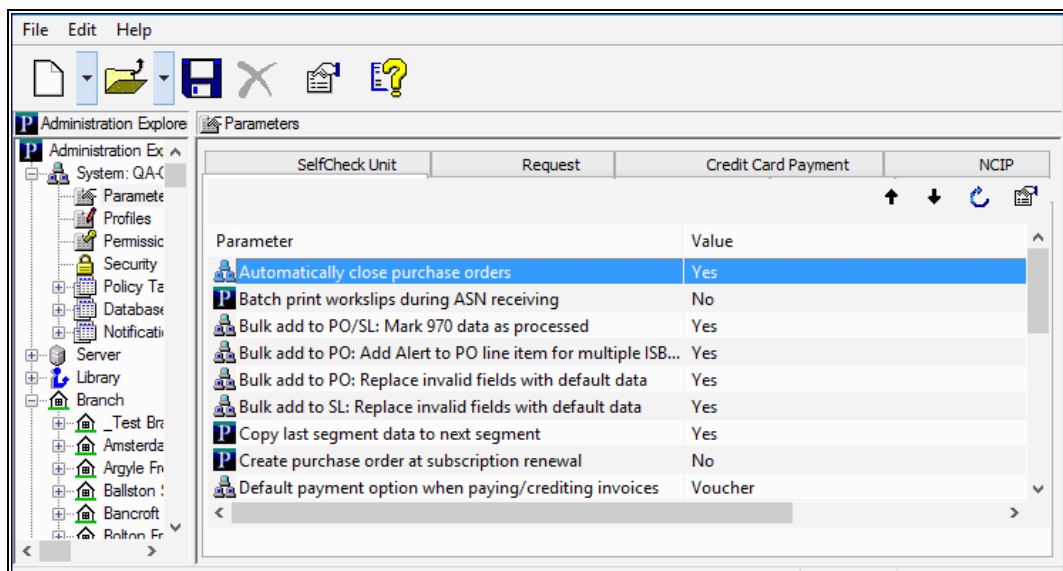 File Edit Help
Administration Explore
Parameters
Administration Ex
System: QA-(
Paramete
Profiles
Permissic
Security
Policy Ta
Database
Notificati
Server
Library
Branch
_Test Bra
Amsterda
Argyle Fr
Ballston
Bancroft
Bolton Fr
SelfCheck Unit Request Credit Card Payment NCIP
Parameter Value
Automatically close purchase orders Yes
Batch print workslips during ASN receiving No
Bulk add to PO/SL: Mark 970 data as processed Yes
Bulk add to PO: Add Alert to PO line item for multiple ISB... Yes
Bulk add to PO: Replace invalid fields with default data Yes
Bulk add to SL: Replace invalid fields with default data Yes
Copy last segment data to next segment Yes
Create purchase order at subscription renewal No
Default payment option when paying/crediting invoices Voucher